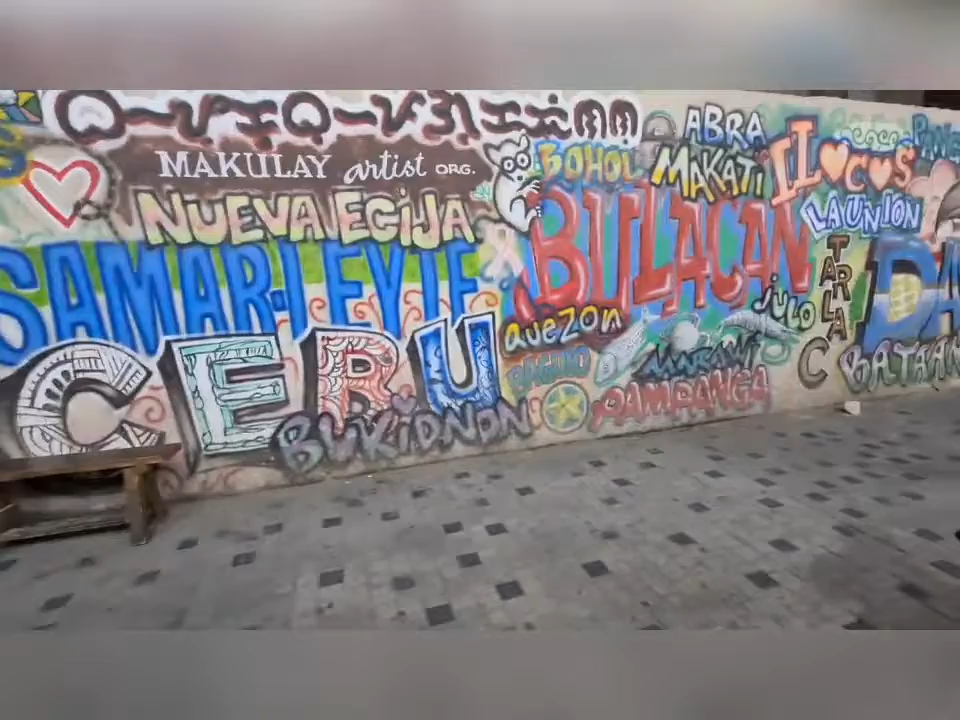 MAKULAY artist ORG.
NUEVA ECIJA
SAMAR-LEYTE
CEBU
BUKIDNON
BOHOL
ABRA
MAKATI
ILOCOS
BULACAN
LA UNION
TARLAC
JULO
QUEZON
BAGUIO
PAMPANGA
BATAAN